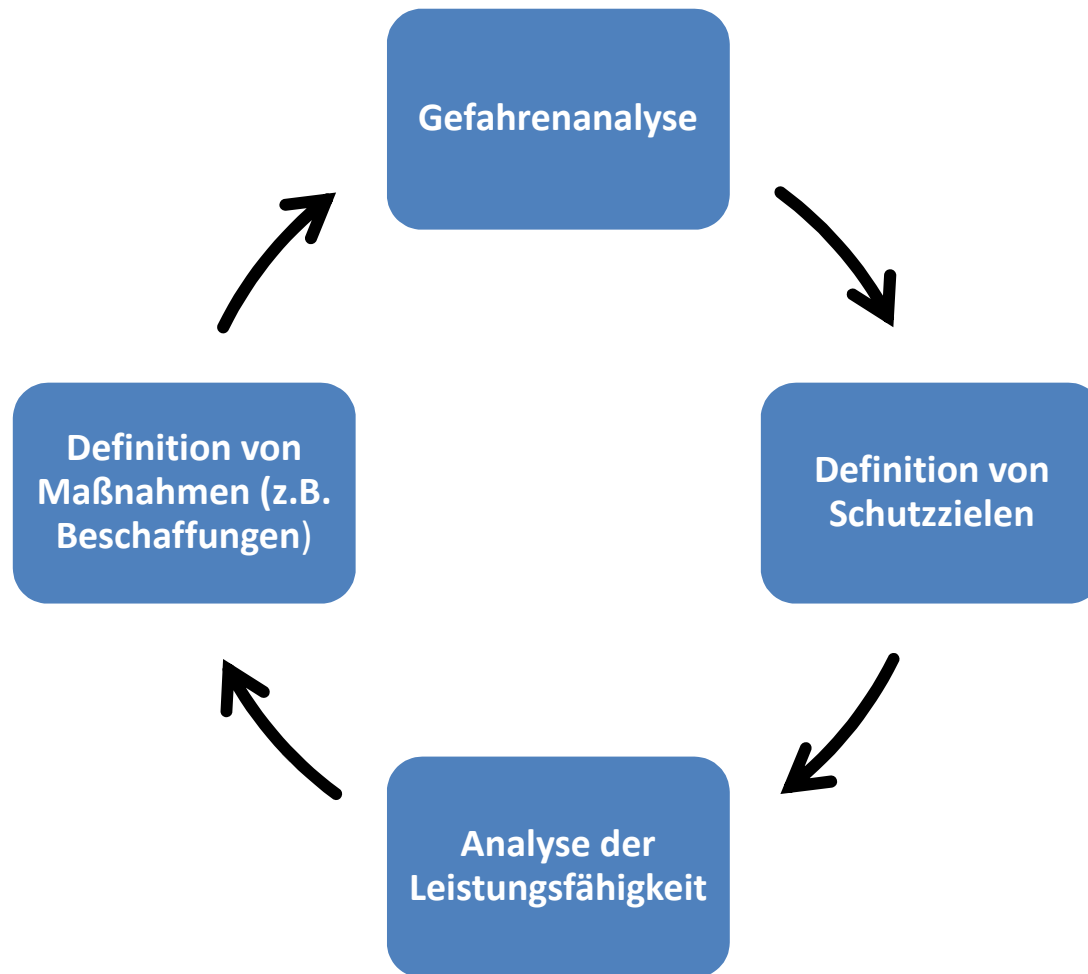 Gefahrenanalyse
Definition von
Schutzzielen
Analyse der
Leistungsfähigkeit
Definition von
Maßnahmen (z.B.
Beschaffungen)